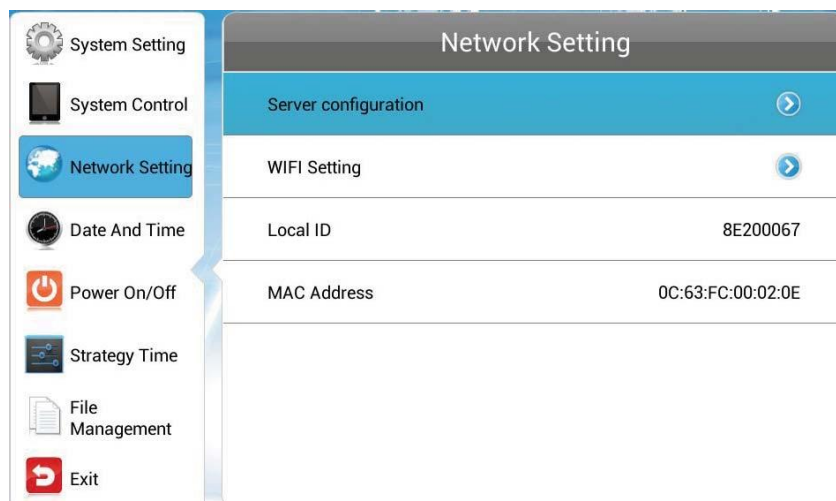 System Setting
System Control
Network Setting
Date And Time
Power On/Off
Strategy Time
File
Management
Exit
Network Setting
Server configuration
WIFI Setting
Local ID 8E200067
MAC Address 0C:63:FC:00:02:0E